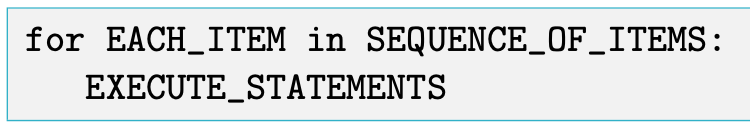 for EACH_ITEM in SEQUENCE_OF_ITEMS:
    EXECUTE_STATEMENTS